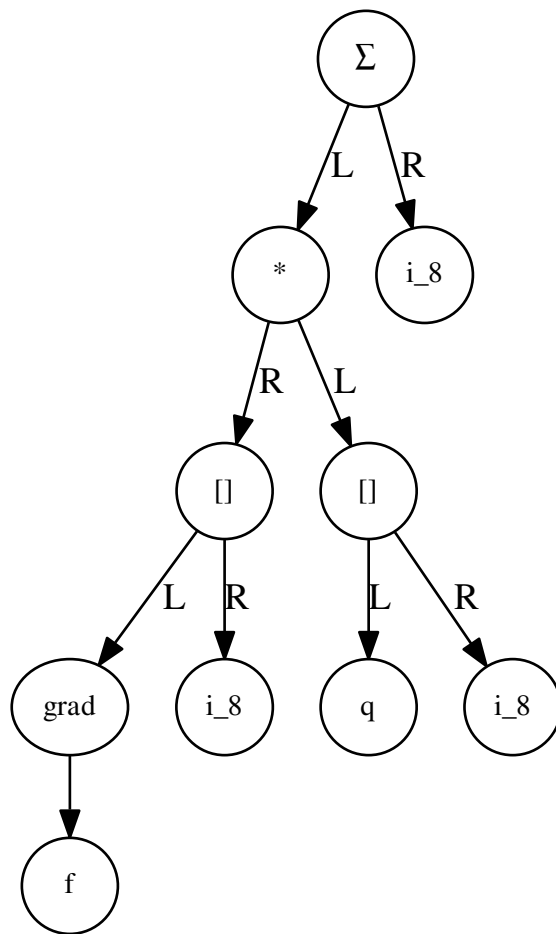 Σ
L R
* i_8
R L
[] []
L R L R
grad i_8 q i_8
f